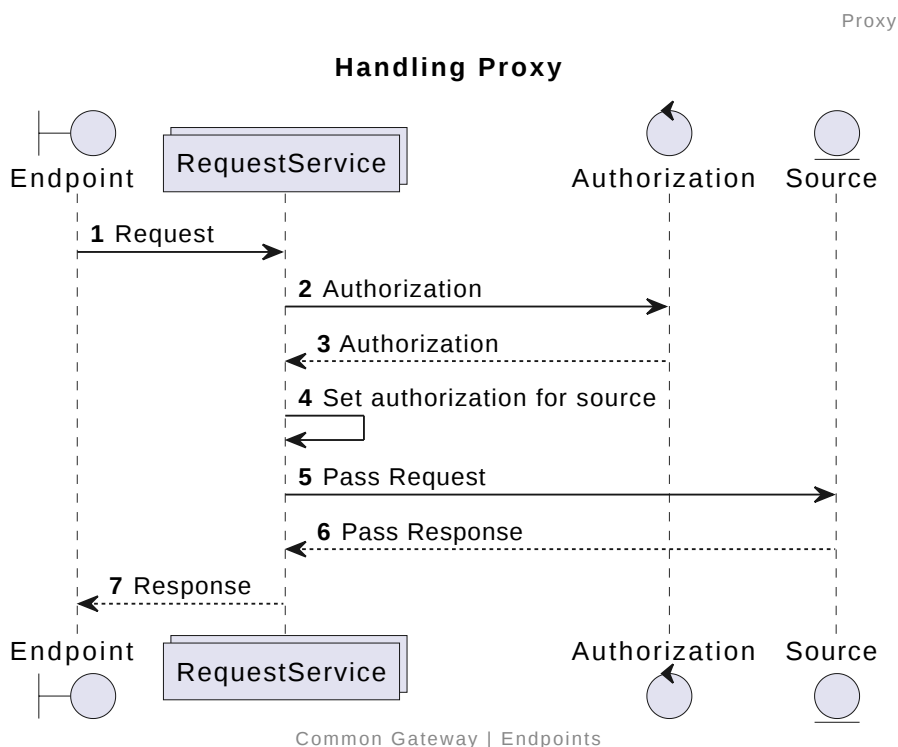 Proxy
Handling Proxy
Endpoint
RequestService
Authorization
Source
1 Request
2 Authorization
3 Authorization
4 Set authorization for source
5 Pass Request
6 Pass Response
7 Response
Endpoint
RequestService
Authorization
Source
Common Gateway | Endpoints